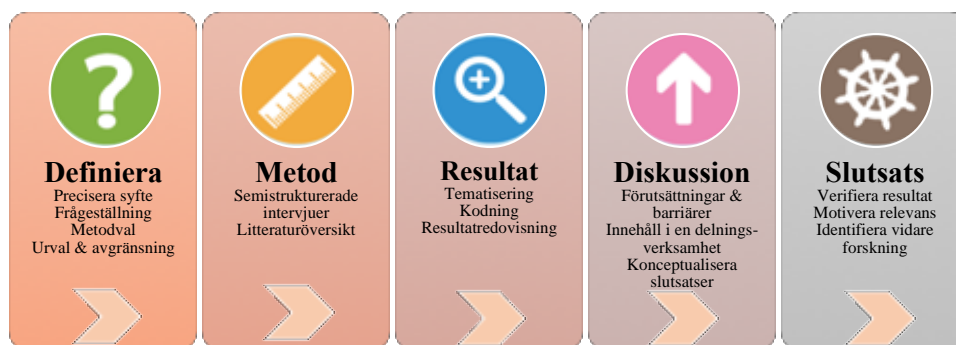 Definiera
Precisera syfte
Frågeställning
Metodval
Urval & avgränsning
Metod
Semistrukturerade
intervjuer
Litteraturöversikt
Resultat
Tematisering
Kodning
Resultatredovisning
Diskussion
Förutsättningar &
barriärer
Innehåll i en delnings-
verksamhet
Konceptualisera
slutsatser
Slutsats
Verifiera resultat
Motivera relevans
Identifiera vidare
forskning